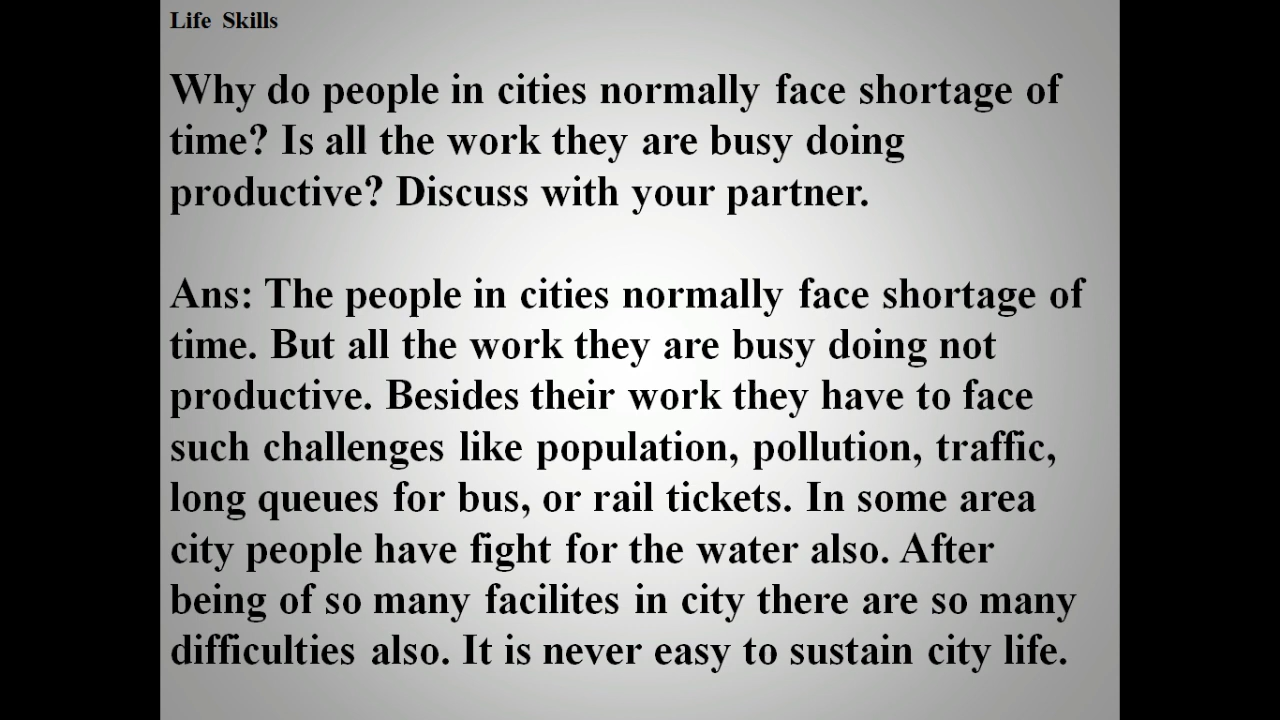 Life Skills
Why do people in cities normally face shortage of
time? Is all the work they are busy doing
productive? Discuss with your partner.
Ans: The people in cities normally face shortage of
time. But all the work they are busy doing not
productive. Besides their work they have to face
such challenges like population, pollution, traffic,
long queues for bus, or rail tickets. In some area
city people have fight for the water also. After
being of so many facilites in city there are so many
difficulties also. It is never easy to sustain city life.